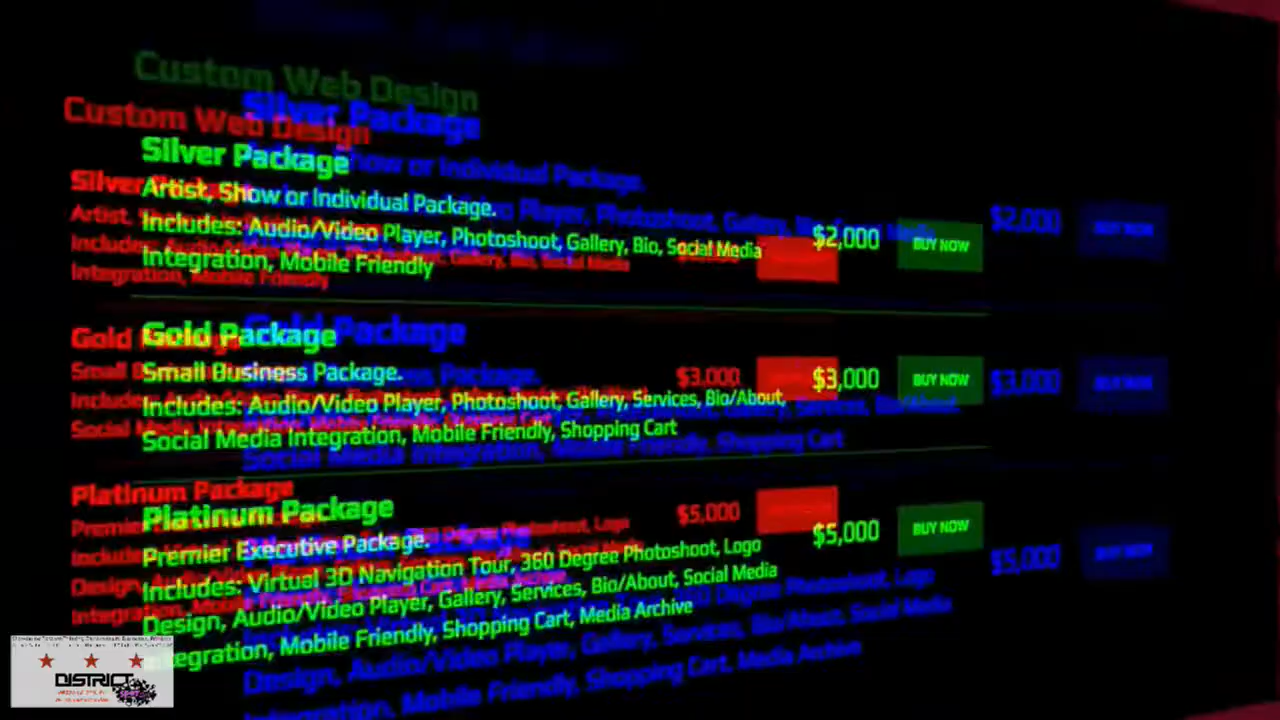 Custom Web Design
Silver Package
Artist, Show or Individual Package.
Includes: Audio/Video Player, Photoshoot, Gallery, Bio, Social Media
Integration, Mobile Friendly
$2,000
BUY NOW
Gold Package
Small Business Package.
Includes: Audio/Video Player, Photoshoot, Gallery, Services, Bio/About,
Social Media Integration, Mobile Friendly, Shopping Cart
$3,000
BUY NOW
Platinum Package
Premier Executive Package.
Includes: Virtual 3D Navigation Tour, 360 Degree Photoshoot, Logo
Design, Audio/Video Player, Gallery, Services, Bio/About, Social Media
Integration, Mobile Friendly, Shopping Cart, Media Archive
$5,000
BUY NOW
DISTRICT